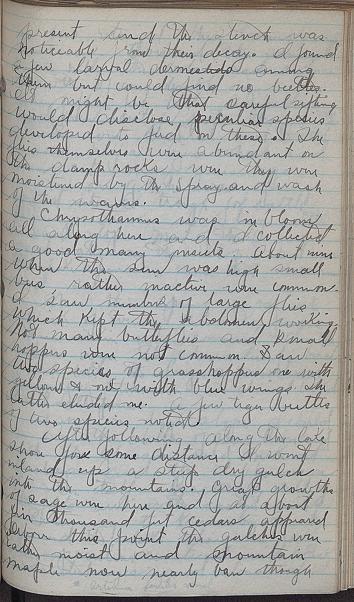 present and the stench was
noticeable from their decay. I found
a few larval dermestids among
them but could find no beetles.
It might be that careful sifting
would disclose peculiar species
developed to feed on these. The
flies themselves were abundant on
the damp rocks were they were
moistened by the spray and wash
of the waves.
Chrysothamnus was in bloom
all along here and I collected
a good many insects. About nine
when the sun was high small
bees rather inactive were common.
I saw numbers of large flies
which kept the abdomen working
Not many butterflies and small
hoppers were not common. Saw
two species of grasshoppers one with
yellow & one with blue wings. The
latter eluded me. A few tiger beetles
of two species noted.
After following along the lake
shore for some distance I went
inland up a steep dry gulch
into the mountains. Great growths
of sage were here and at about
six thousand feet cedars appeared
Above this point the gulches were
rather moist and mountain
maple now nearly bare though